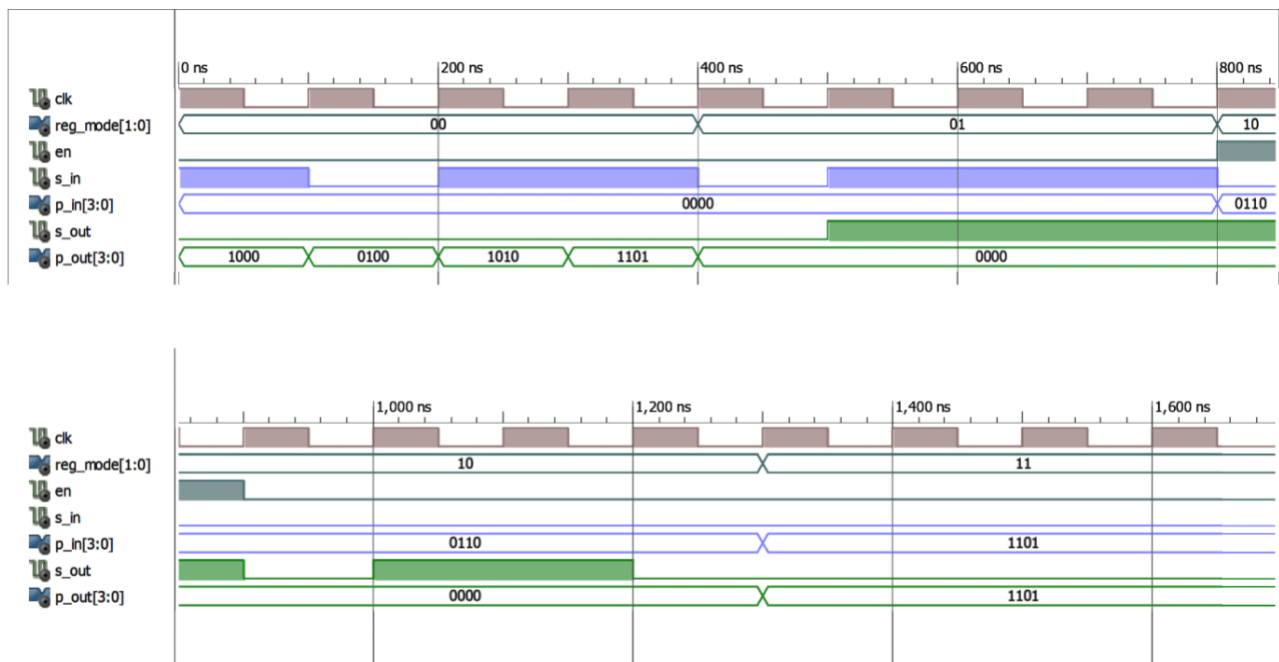 0 ns 200 ns 400 ns 600 ns 800 ns
clk
reg_mode[1:0] 00 01 10
en
s_in
p_in[3:0] 0000 0110
s_out
p_out[3:0] 1000 0100 1010 1101 0000
1,000 ns 1,200 ns 1,400 ns 1,600 ns
clk
reg_mode[1:0] 10 11
en
s_in
p_in[3:0] 0110 1101
s_out
p_out[3:0] 0000 1101